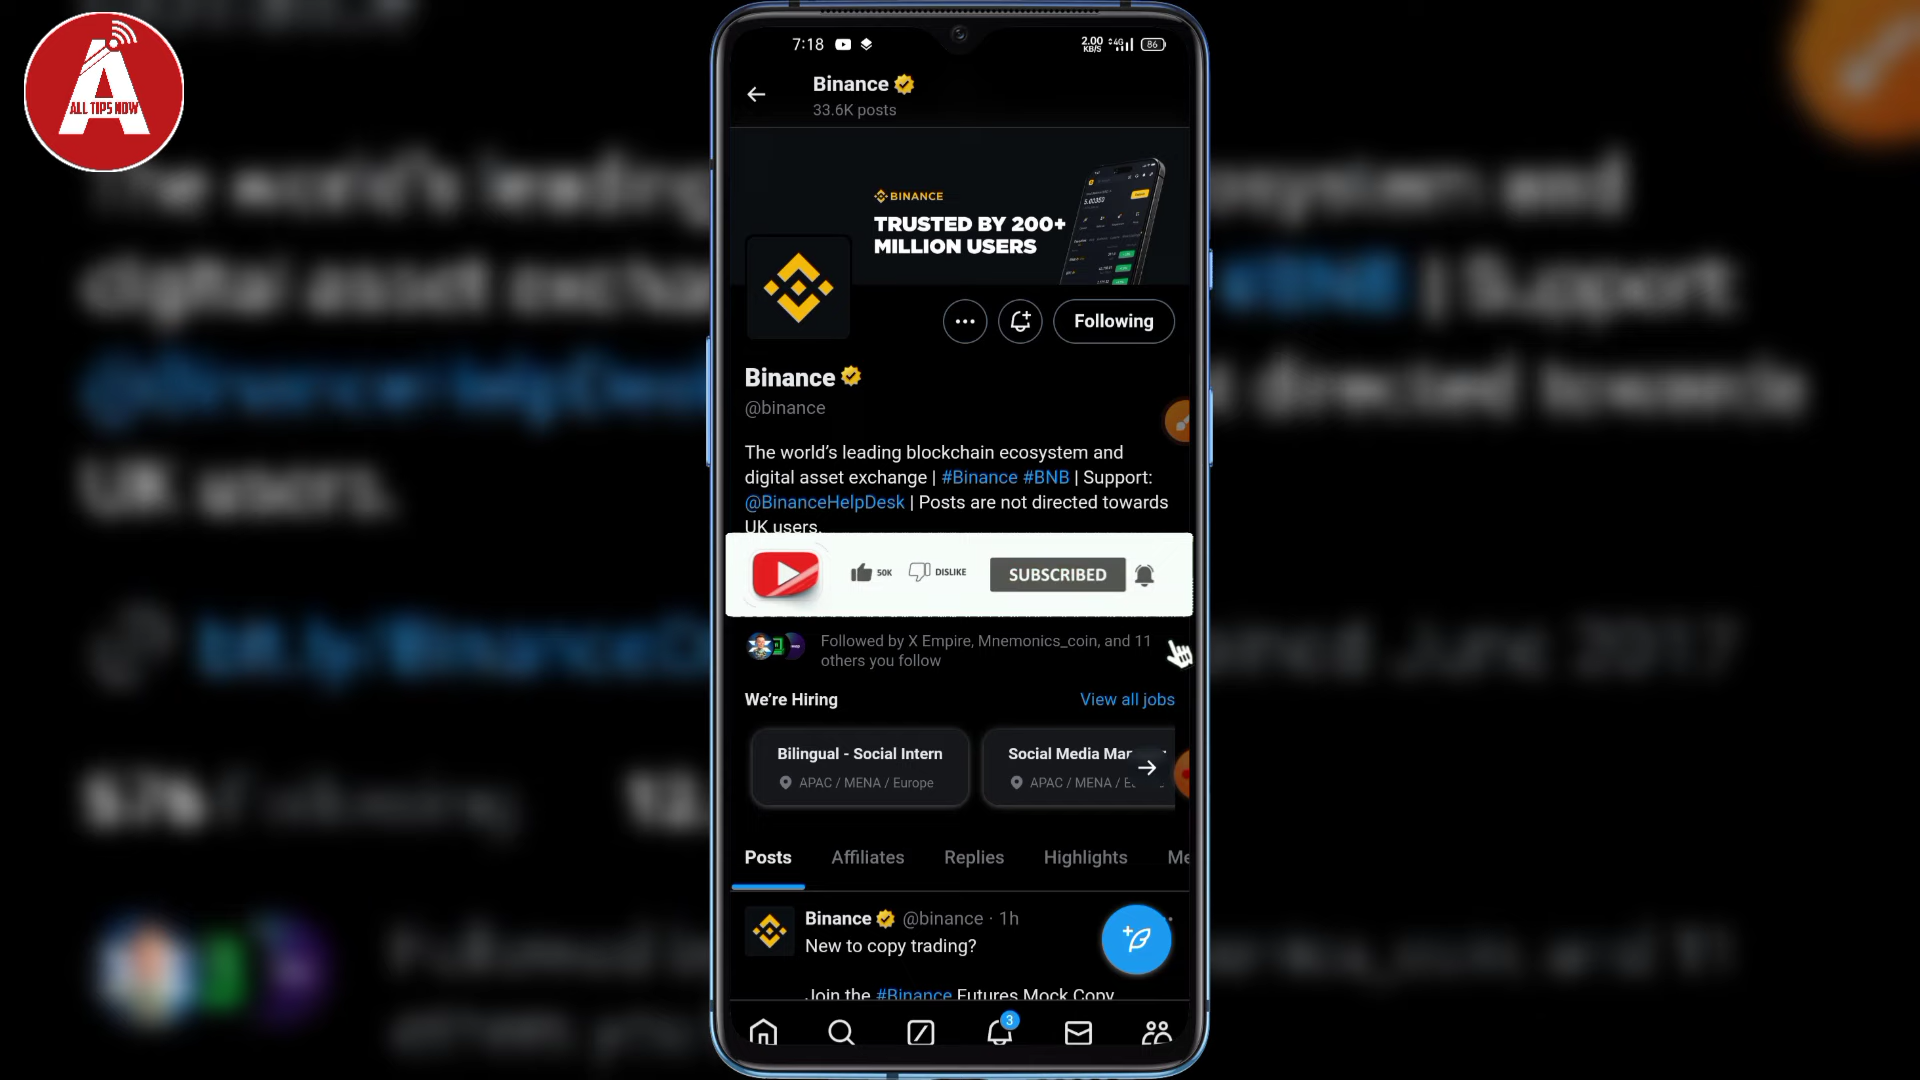 ALL TIPS NOW
7:18
2.00
KB/S
4G
86
Binance
33.6K posts
BINANCE
TRUSTED BY 200+
MILLION USERS
Following
Binance
@binance
The world's leading blockchain ecosystem and
digital asset exchange | #Binance #BNB | Support:
@BinanceHelpDesk | Posts are not directed towards
UK users.
50K
DISLIKE
SUBSCRIBED
Followed by X Empire, Mnemonics_coin, and 11
others you follow
We're Hiring
View all jobs
Bilingual - Social Intern
APAC / MENA / Europe
Social Media Mar
APAC / MENA / E
Posts
Affiliates
Replies
Highlights
Me
Binance @binance · 1h
New to copy trading?
Join the #Binance Futures Mock Copy
3